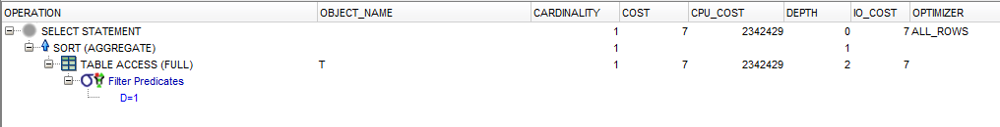 OPERATION OBJECT_NAME CARDINALITY COST CPU_COST DEPTH IO_COST OPTIMIZER
SELECT STATEMENT 1 7 2342429 0 7 ALL_ROWS
SORT (AGGREGATE) 1 1
TABLE ACCESS (FULL) T 1 7 2342429 2 7
Filter Predicates
D=1